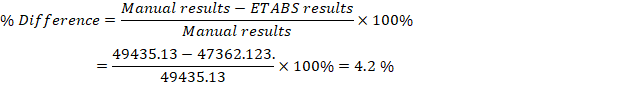 % Difference = (Manual results − ETABS results) / (Manual results) × 100%
= (49435.13 − 47362.123.) / (49435.13) × 100% = 4.2 %